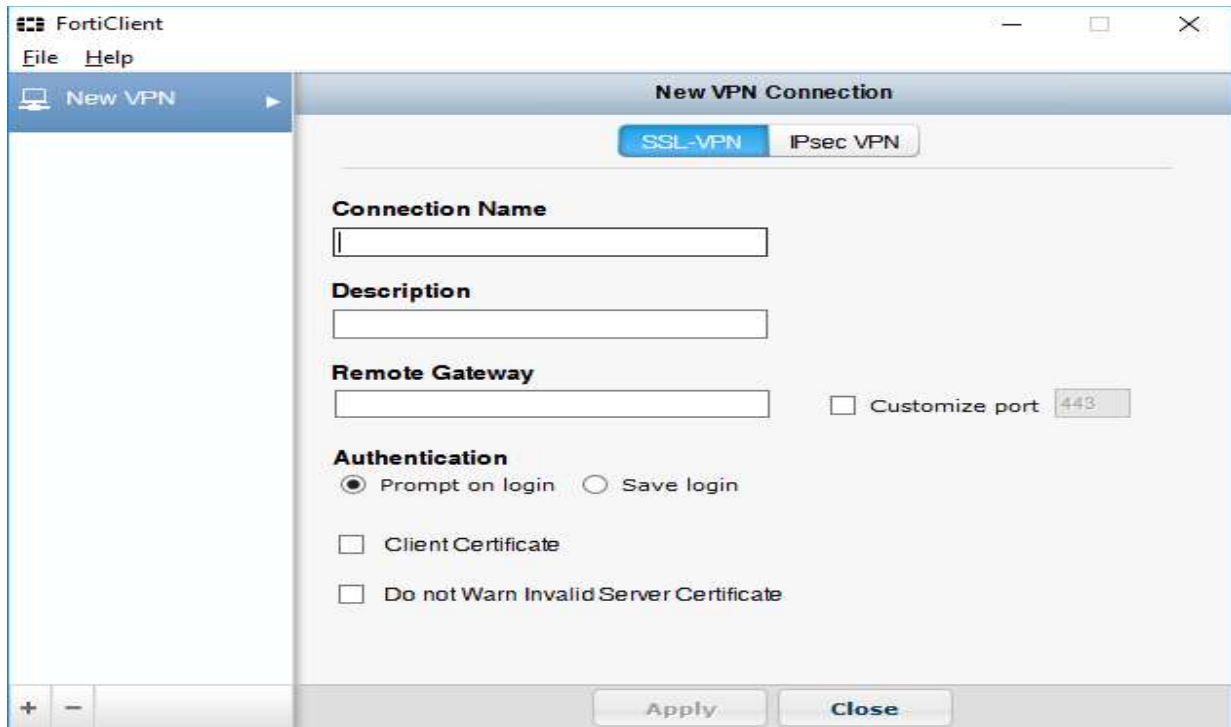 FortiClient
File Help
New VPN
New VPN Connection
SSL-VPN IPsec VPN
Connection Name
Description
Remote Gateway
Customize port 443
Authentication
Prompt on login Save login
Client Certificate
Do not Warn Invalid Server Certificate
+ −
Apply Close